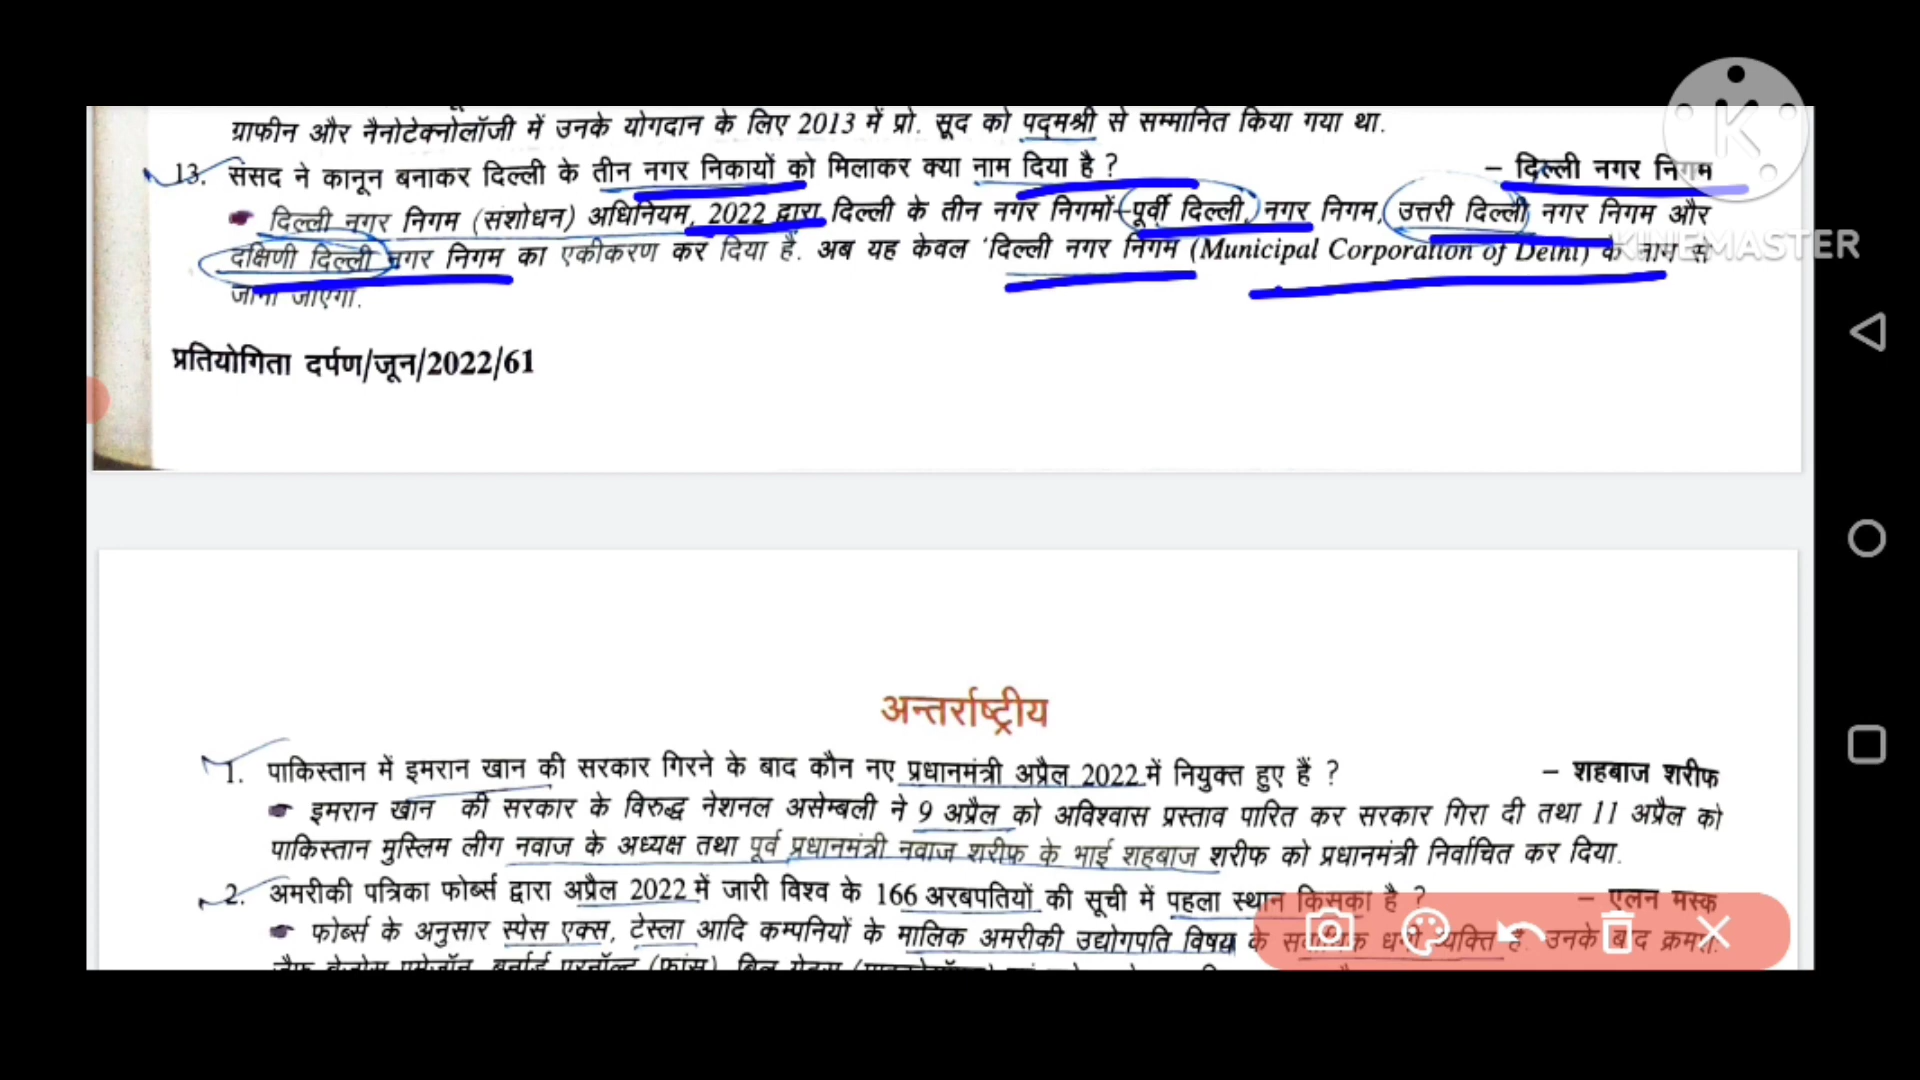 ग्राफीन और नैनोटेक्नोलॉजी में उनके योगदान के लिए 2013 में प्रो. सूद को पद्मश्री से सम्मानित किया गया था.
13. संसद ने कानून बनाकर दिल्ली के तीन नगर निकायों को मिलाकर क्या नाम दिया है ? – दिल्ली नगर निगम
दिल्ली नगर निगम (संशोधन) अधिनियम, 2022 द्वारा दिल्ली के तीन नगर निगमों–पूर्वी दिल्ली, नगर निगम, उत्तरी दिल्ली नगर निगम और
दक्षिणी दिल्ली नगर निगम का एकीकरण कर दिया है. अब यह केवल 'दिल्ली नगर निगम (Municipal Corporation of Delhi) के नाम से
जाना जाएगा.
प्रतियोगिता दर्पण/जून/2022/61
अन्तर्राष्ट्रीय
1. पाकिस्तान में इमरान खान की सरकार गिरने के बाद कौन नए प्रधानमंत्री अप्रैल 2022 में नियुक्त हुए हैं ? – शहबाज शरीफ
इमरान खान की सरकार के विरुद्ध नेशनल असेम्बली ने 9 अप्रैल को अविश्वास प्रस्ताव पारित कर सरकार गिरा दी तथा 11 अप्रैल को
पाकिस्तान मुस्लिम लीग नवाज के अध्यक्ष तथा पूर्व प्रधानमंत्री नवाज शरीफ के भाई शहबाज शरीफ को प्रधानमंत्री निर्वाचित कर दिया.
2. अमरीकी पत्रिका फोर्ब्स द्वारा अप्रैल 2022 में जारी विश्व के 166 अरबपतियों की सूची में पहला स्थान किसका है ? – एलन मस्क
फोर्ब्स के अनुसार स्पेस एक्स, टेस्ला आदि कम्पनियों के मालिक अमरीकी उद्योगपति विषय के धनी व्यक्ति हैं. उनके बाद क्रमशः
K
KINEMASTER